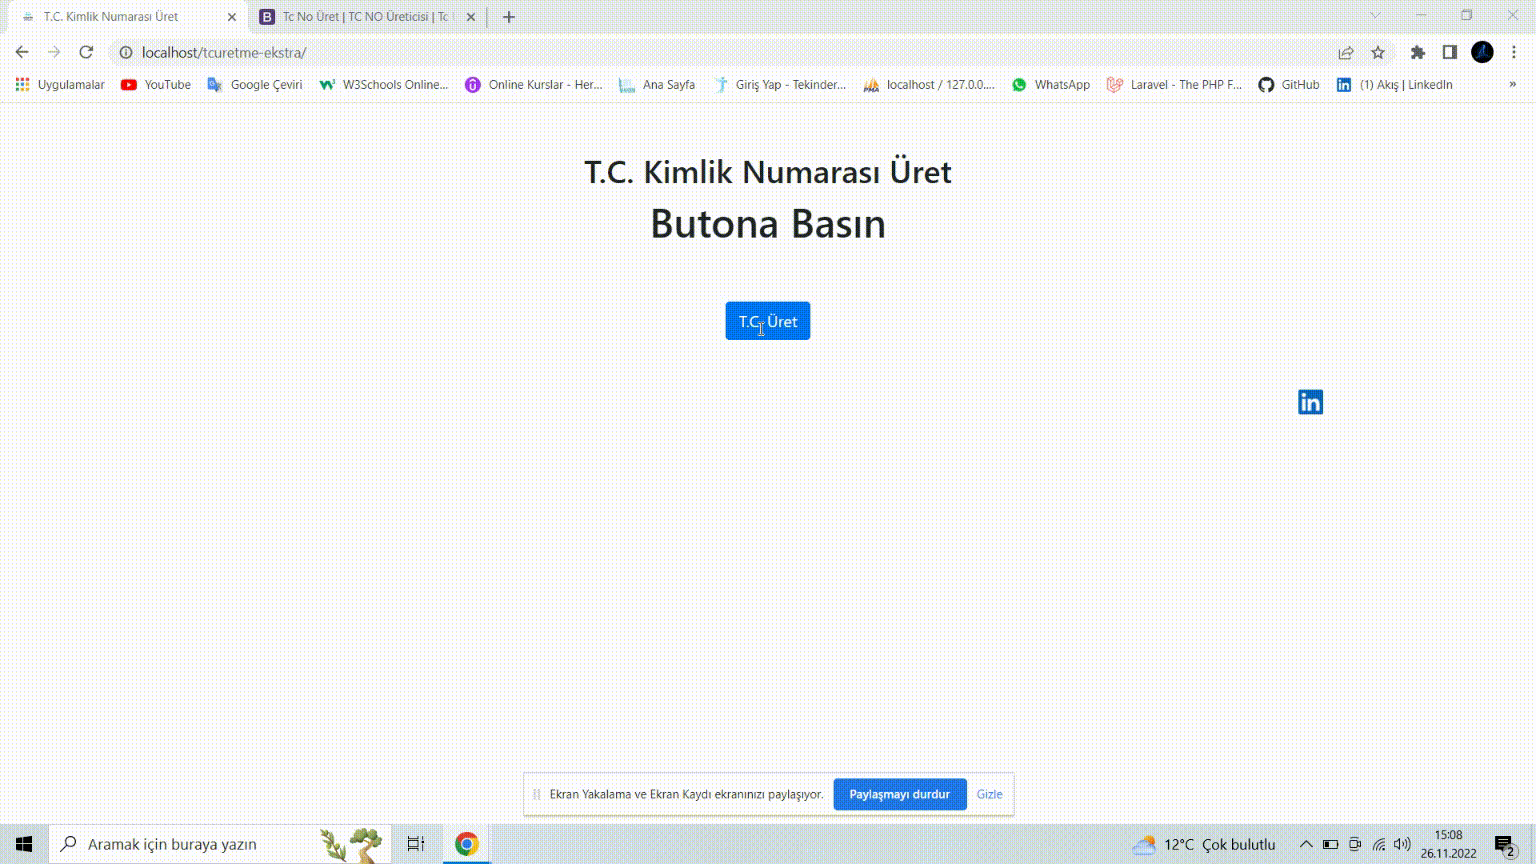 T.C. Kimlik Numarası Üret
Tc No Üret | TC NO Üreticisi | Tc
localhost/tcuretme-ekstra/
Uygulamalar YouTube Google Çeviri W3Schools Online... Online Kurslar - Her... Ana Sayfa Giriş Yap - Tekinder... localhost / 127.0.0.... WhatsApp Laravel - The PHP F... GitHub (1) Akış | LinkedIn »
T.C. Kimlik Numarası Üret
Butona Basın
T.C. Üret
in
Ekran Yakalama ve Ekran Kaydı ekranınızı paylaşıyor. Paylaşmayı durdur Gizle
Aramak için buraya yazın
12°C Çok bulutlu
15:08
26.11.2022
2